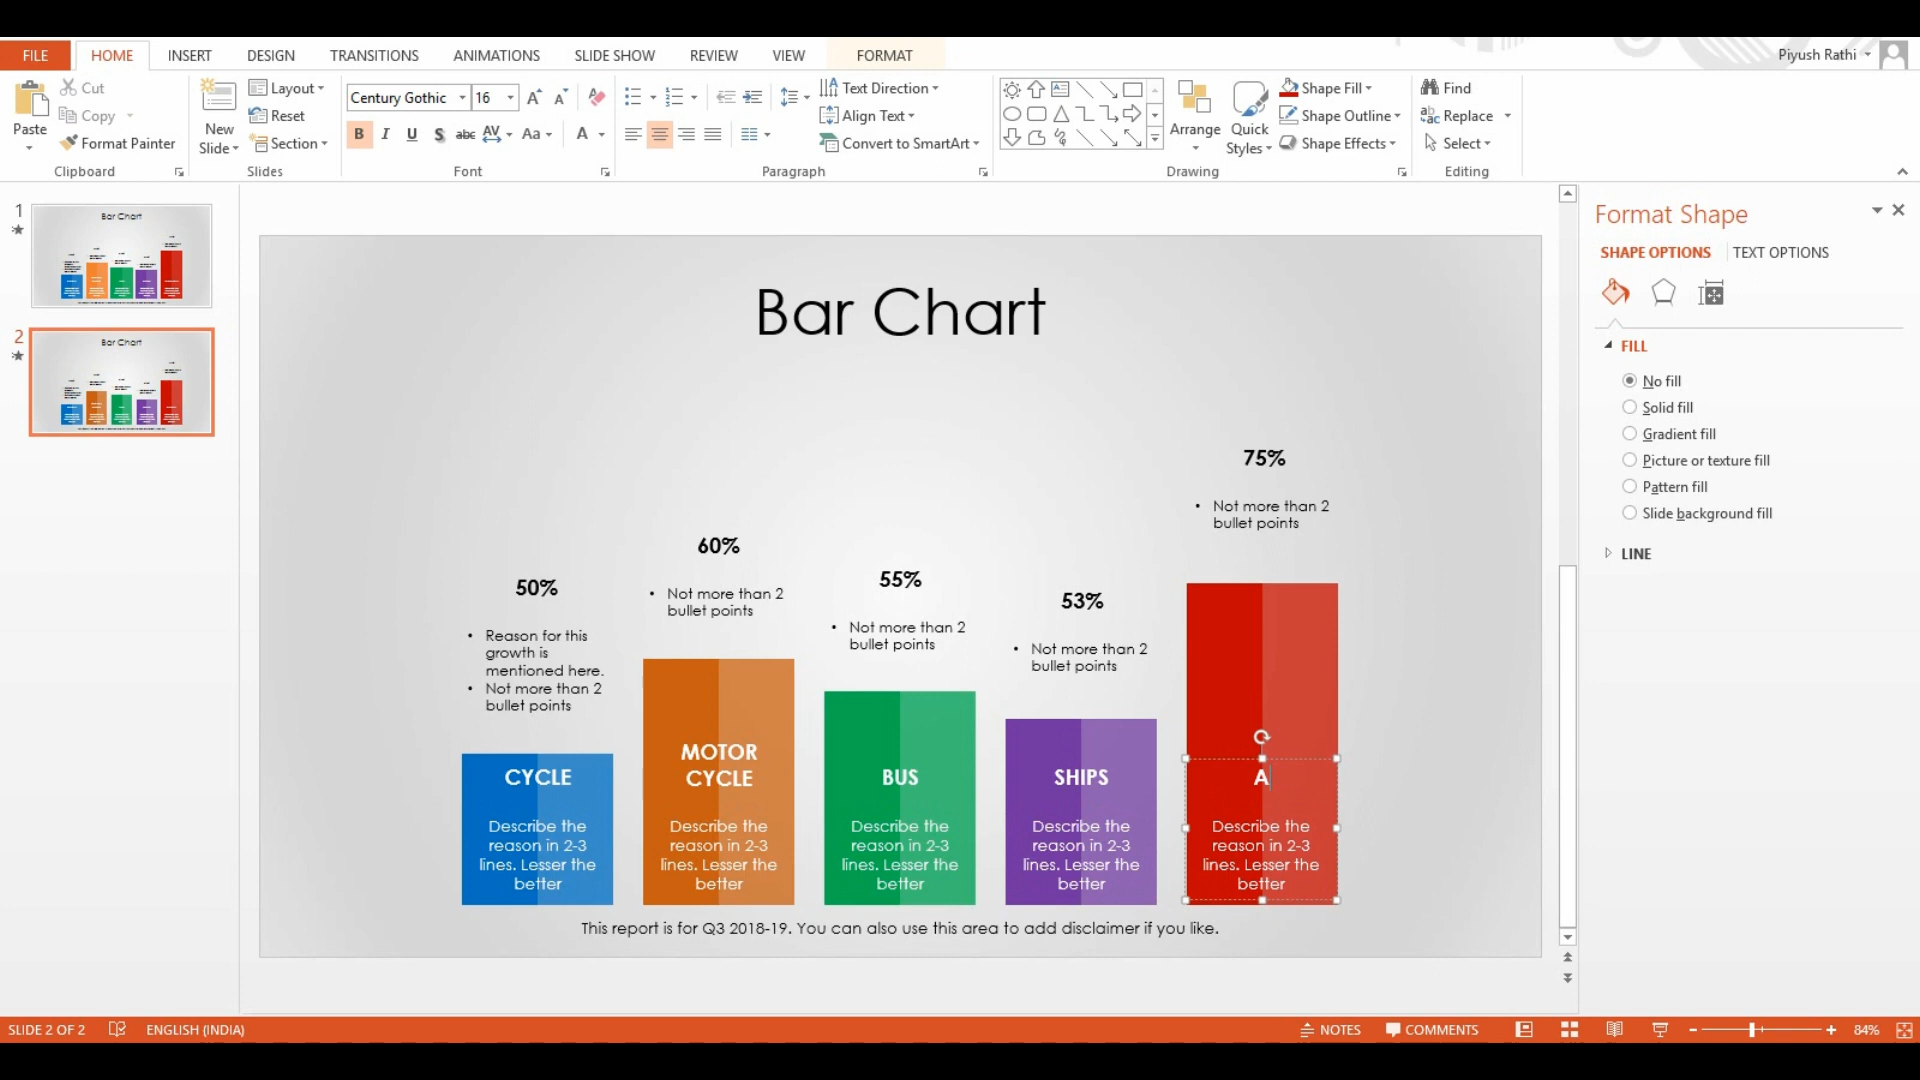 FILE HOME INSERT DESIGN TRANSITIONS ANIMATIONS SLIDE SHOW REVIEW VIEW FORMAT Piyush Rathi
Paste
Cut
Copy
Format Painter
Clipboard
New
Slide
Layout
Reset
Section
Slides
Century Gothic 16
B I U S abc AV Aa A
Font
Text Direction
Align Text
Convert to SmartArt
Paragraph
Arrange
Quick
Styles
Shape Fill
Shape Outline
Shape Effects
Drawing
Find
Replace
Select
Editing
1
Bar Chart
2
Bar Chart
Bar Chart
50%
• Reason for this
growth is
mentioned here.
• Not more than 2
bullet points
CYCLE
Describe the
reason in 2-3
lines. Lesser the
better
60%
• Not more than 2
bullet points
MOTOR
CYCLE
Describe the
reason in 2-3
lines. Lesser the
better
55%
• Not more than 2
bullet points
BUS
Describe the
reason in 2-3
lines. Lesser the
better
53%
• Not more than 2
bullet points
SHIPS
Describe the
reason in 2-3
lines. Lesser the
better
75%
• Not more than 2
bullet points
A
Describe the
reason in 2-3
lines. Lesser the
better
This report is for Q3 2018-19. You can also use this area to add disclaimer if you like.
Format Shape
SHAPE OPTIONS TEXT OPTIONS
FILL
No fill
Solid fill
Gradient fill
Picture or texture fill
Pattern fill
Slide background fill
LINE
SLIDE 2 OF 2 ENGLISH (INDIA) NOTES COMMENTS 84%